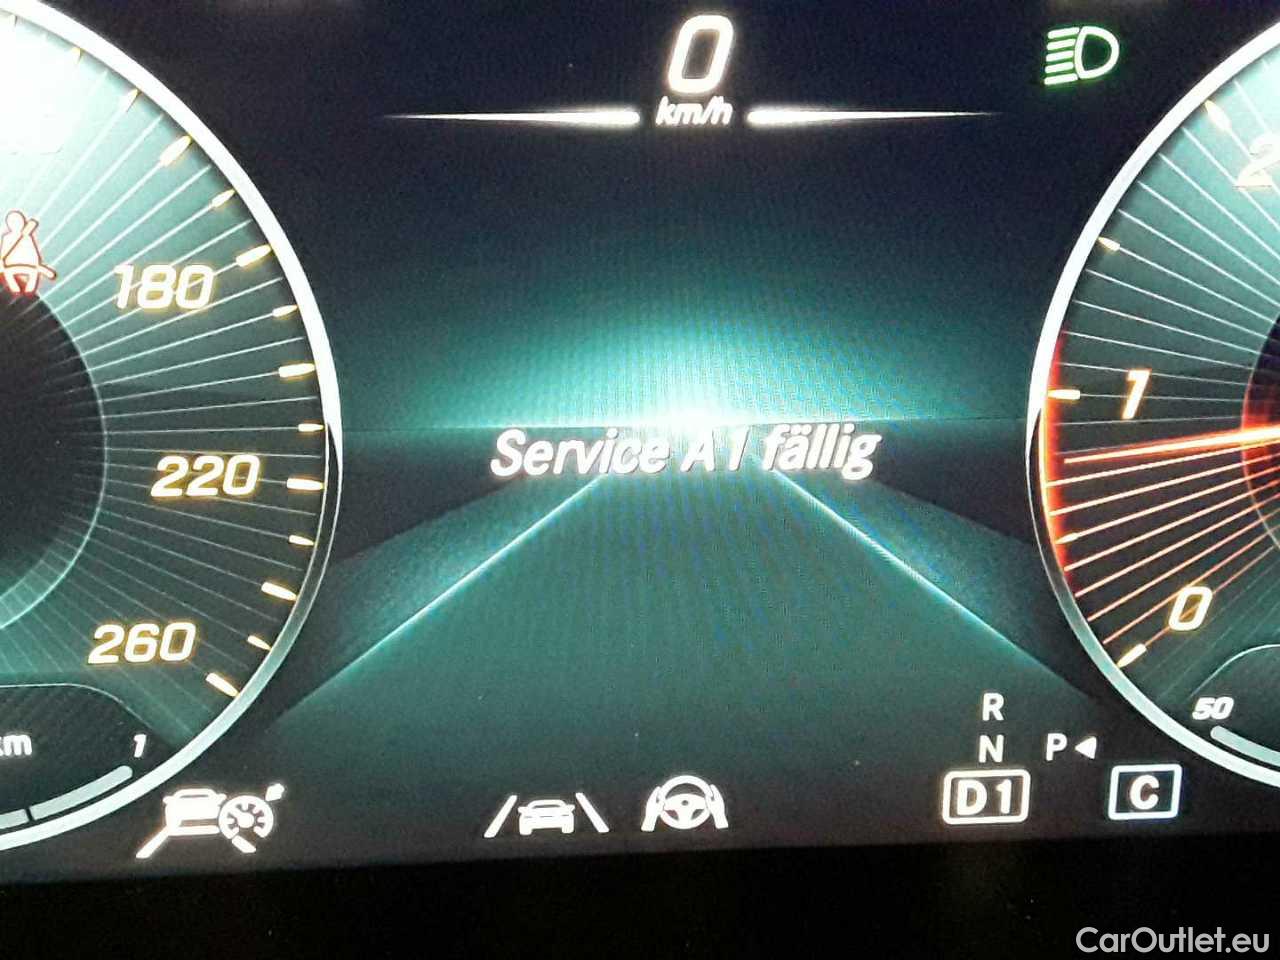 0
km/h
180
1
Service A1 fällig
220
0
260
R
50
km
1
N
P
D1
C
CarOutlet.eu